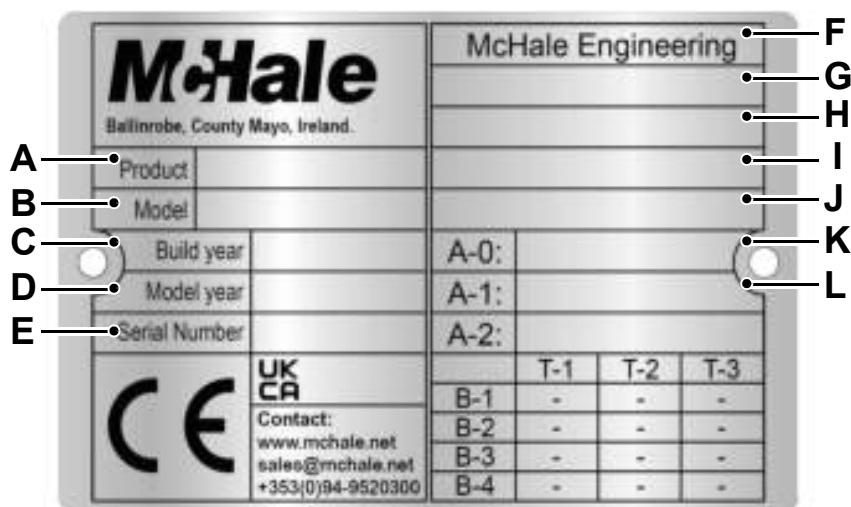 McHale
Ballinrobe, County Mayo, Ireland.
A Product
B Model
C Build year
D Model year
E Serial Number
UK
CA
CE
Contact:
www.mchale.net
sales@mchale.net
+353(0)94-9520300
McHale Engineering F
G
H
I
J
A-0: K
A-1: L
A-2:
T-1 T-2 T-3
B-1 - - -
B-2 - - -
B-3 - - -
B-4 - - -